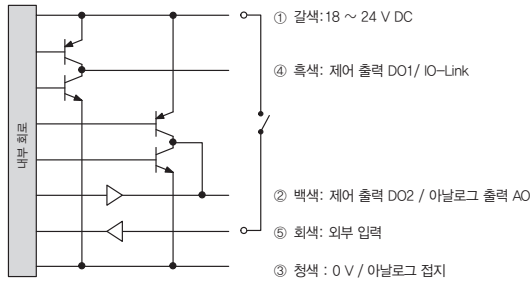 내부 회로
① 갈색:18 ~ 24 V DC
④ 흑색: 제어 출력 DO1/ IO-Link
② 백색: 제어 출력 DO2 / 아날로그 출력 AO
⑤ 회색: 외부 입력
③ 청색 : 0 V / 아날로그 접지